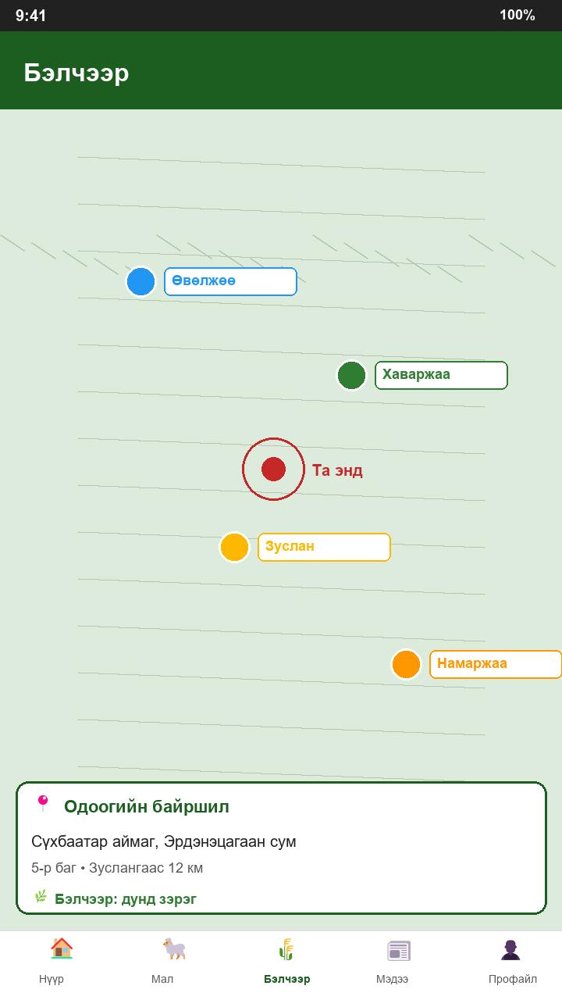 9:41
100%
Бэлчээр
Өвөлжөө
Хаваржаа
Та энд
Зуслан
Намаржаа
Одоогийн байршил
Сүхбаатар аймаг, Эрдэнэцагаан сум
5-р баг • Зуслангаас 12 км
Бэлчээр: дунд зэрэг
Нүүр
Мал
Бэлчээр
Мэдээ
Профайл